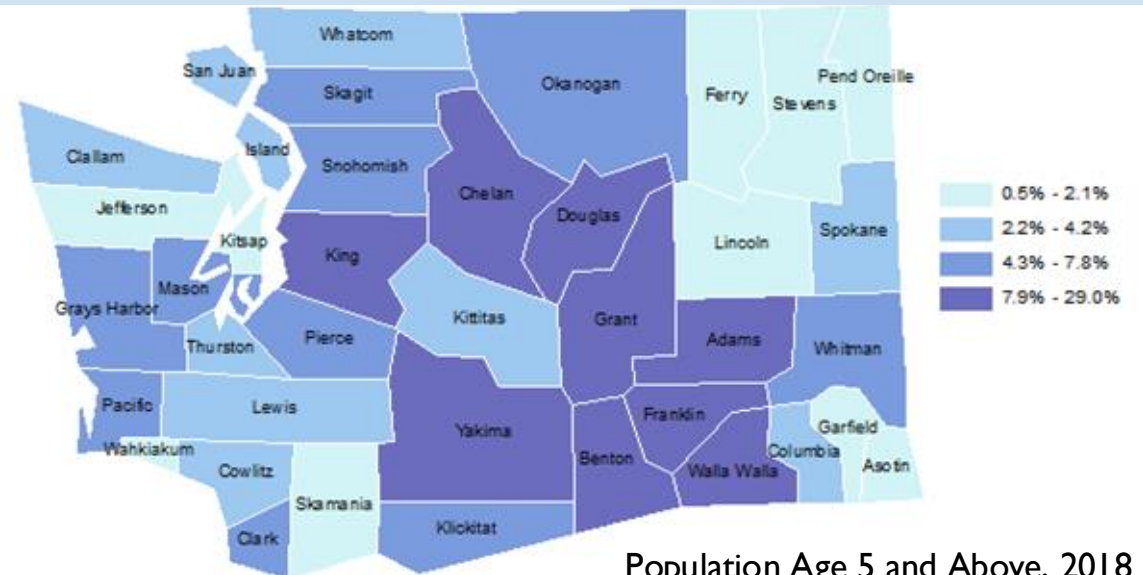 Whatcom
San Juan
Skagit
Okanogan
Ferry
Stevens
Pend Oreille
Clallam
Island
Snohomish
Chelan
Douglas
Jefferson
Kitsap
King
Lincoln
Spokane
Mason
Grays Harbor
Kittitas
Grant
Thurston
Pierce
Adams
Whitman
Pacific
Lewis
Yakima
Franklin
Garfield
Wahkiakum
Cowlitz
Benton
Walla Walla
Columbia
Asotin
Skamania
Clark
Klickitat
0.5% - 2.1%
2.2% - 4.2%
4.3% - 7.8%
7.9% - 29.0%
Population Age 5 and Above, 2018